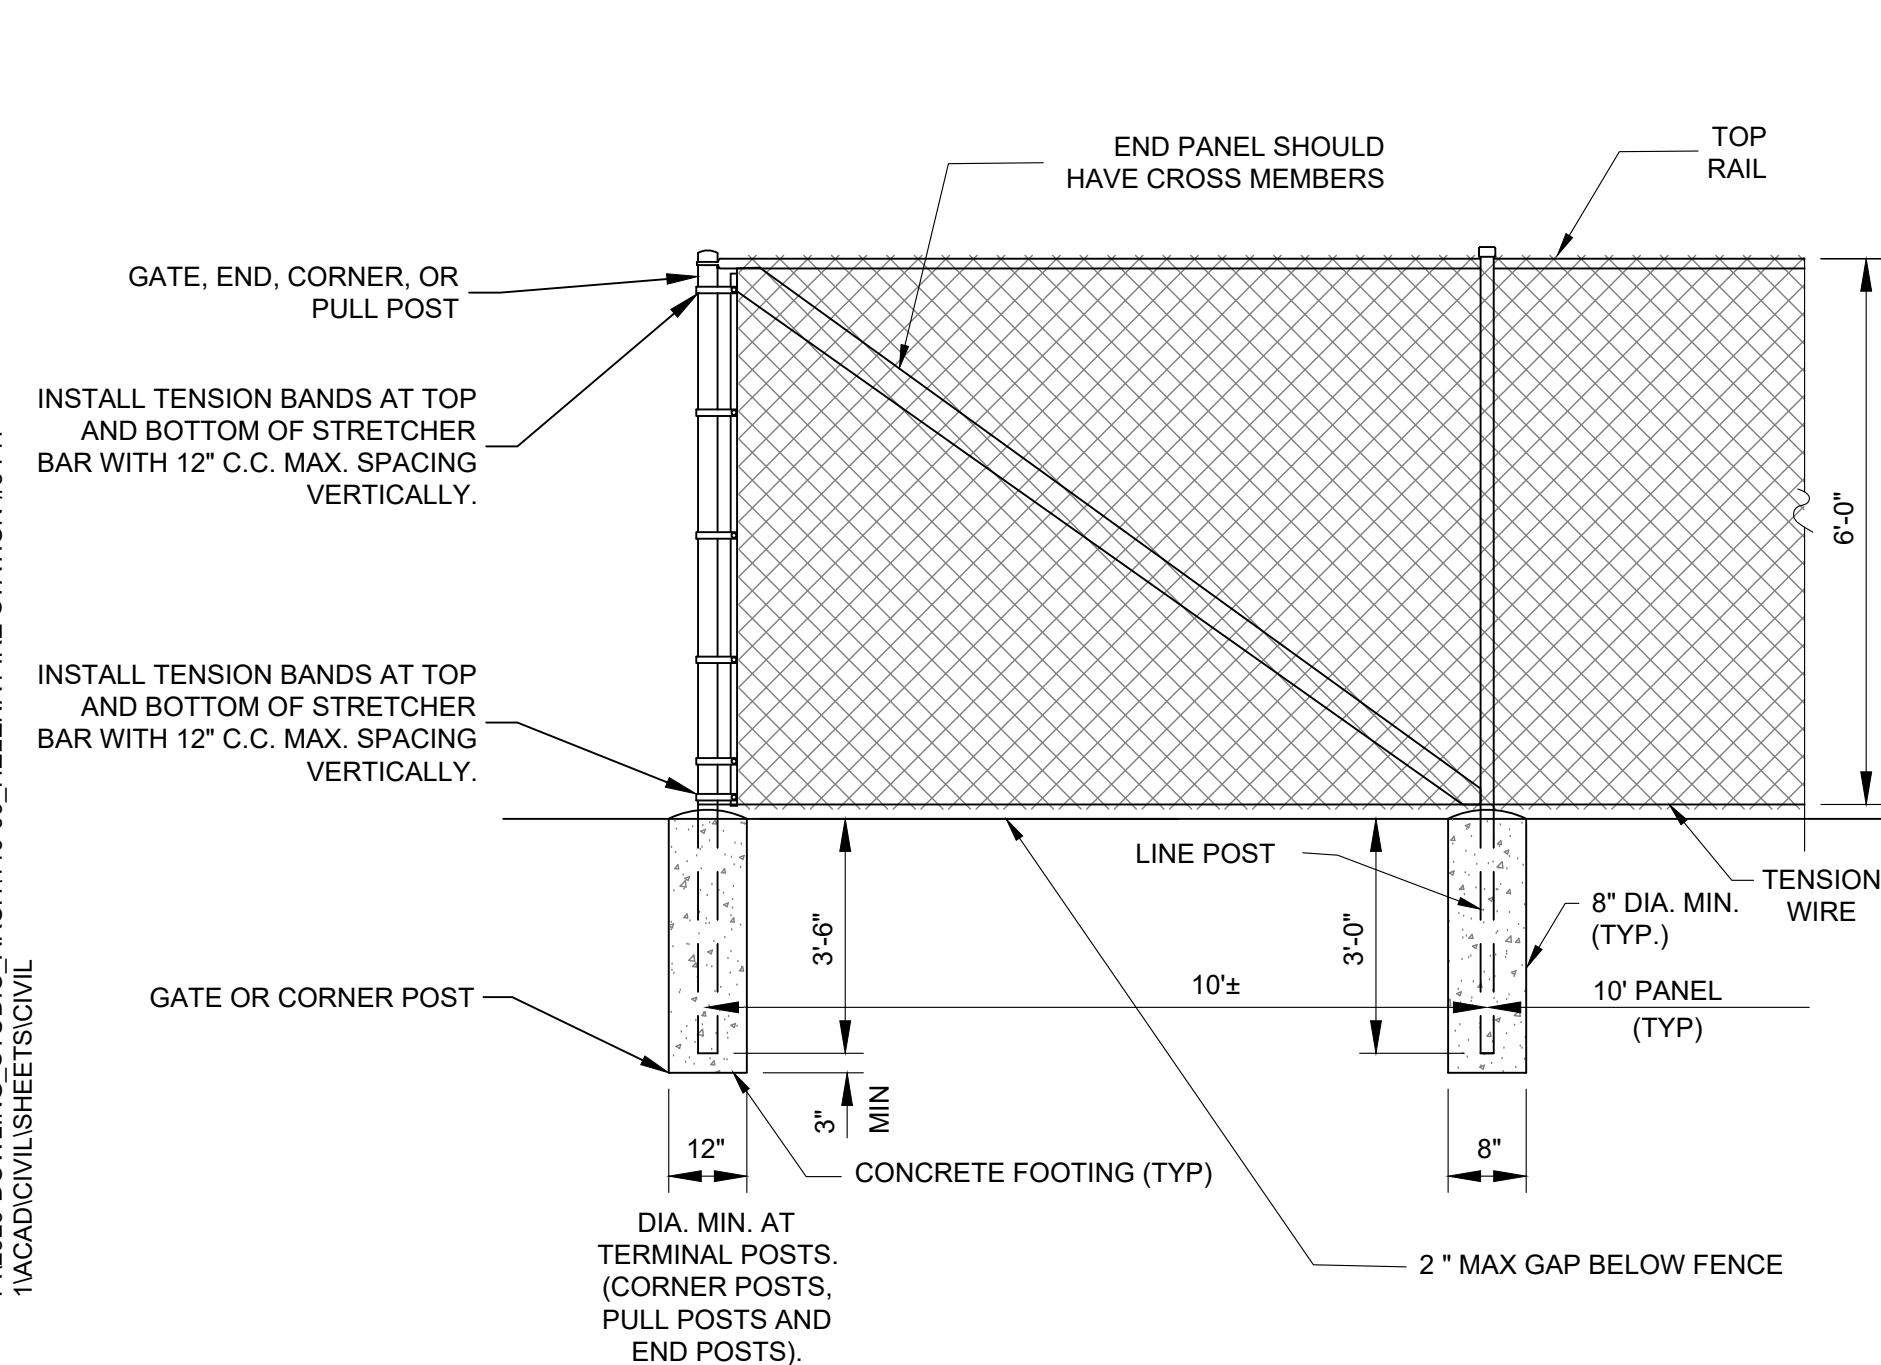 END PANEL SHOULD
HAVE CROSS MEMBERS
TOP
RAIL
GATE, END, CORNER, OR
PULL POST
INSTALL TENSION BANDS AT TOP
AND BOTTOM OF STRETCHER
BAR WITH 12" C.C. MAX. SPACING
VERTICALLY.
6'-0"
INSTALL TENSION BANDS AT TOP
AND BOTTOM OF STRETCHER
BAR WITH 12" C.C. MAX. SPACING
VERTICALLY.
LINE POST
TENSION
WIRE
8" DIA. MIN.
(TYP.)
3'-6"
3'-0"
GATE OR CORNER POST
10'±
10' PANEL
(TYP)
3"
MIN
12"
8"
CONCRETE FOOTING (TYP)
DIA. MIN. AT
TERMINAL POSTS.
(CORNER POSTS,
PULL POSTS AND
END POSTS).
2 " MAX GAP BELOW FENCE
1\ACAD\CIVIL\SHEETS\CIVIL